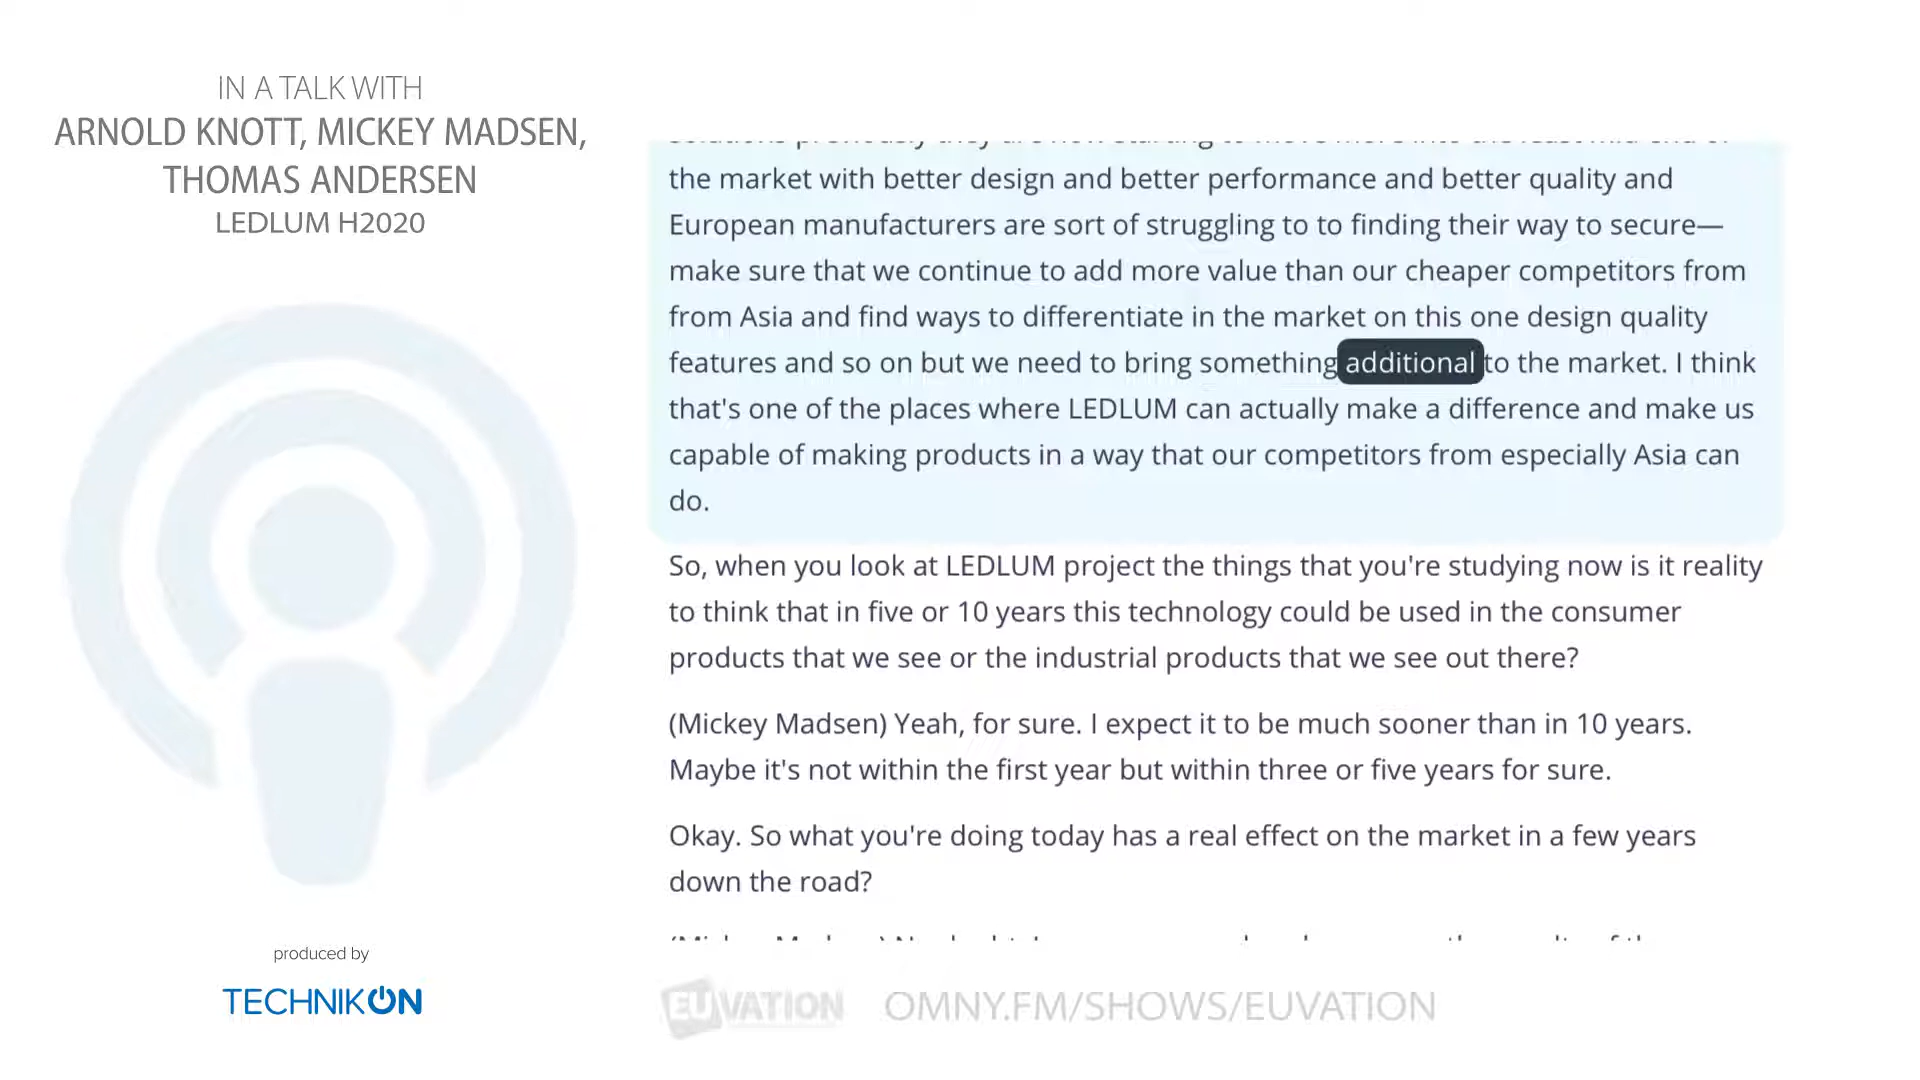 IN A TALK WITH
ARNOLD KNOTT, MICKEY MADSEN,
THOMAS ANDERSEN
LEDLUM H2020
the market with better design and better performance and better quality and
European manufacturers are sort of struggling to to finding their way to secure—
make sure that we continue to add more value than our cheaper competitors from
from Asia and find ways to differentiate in the market on this one design quality
features and so on but we need to bring something additional to the market. I think
that's one of the places where LEDLUM can actually make a difference and make us
capable of making products in a way that our competitors from especially Asia can
do.
So, when you look at LEDLUM project the things that you're studying now is it reality
to think that in five or 10 years this technology could be used in the consumer
products that we see or the industrial products that we see out there?
(Mickey Madsen) Yeah, for sure. I expect it to be much sooner than in 10 years.
Maybe it's not within the first year but within three or five years for sure.
Okay. So what you're doing today has a real effect on the market in a few years
down the road?
produced by
TECHNIKON
EUVATION
OMNY.FM/SHOWS/EUVATION